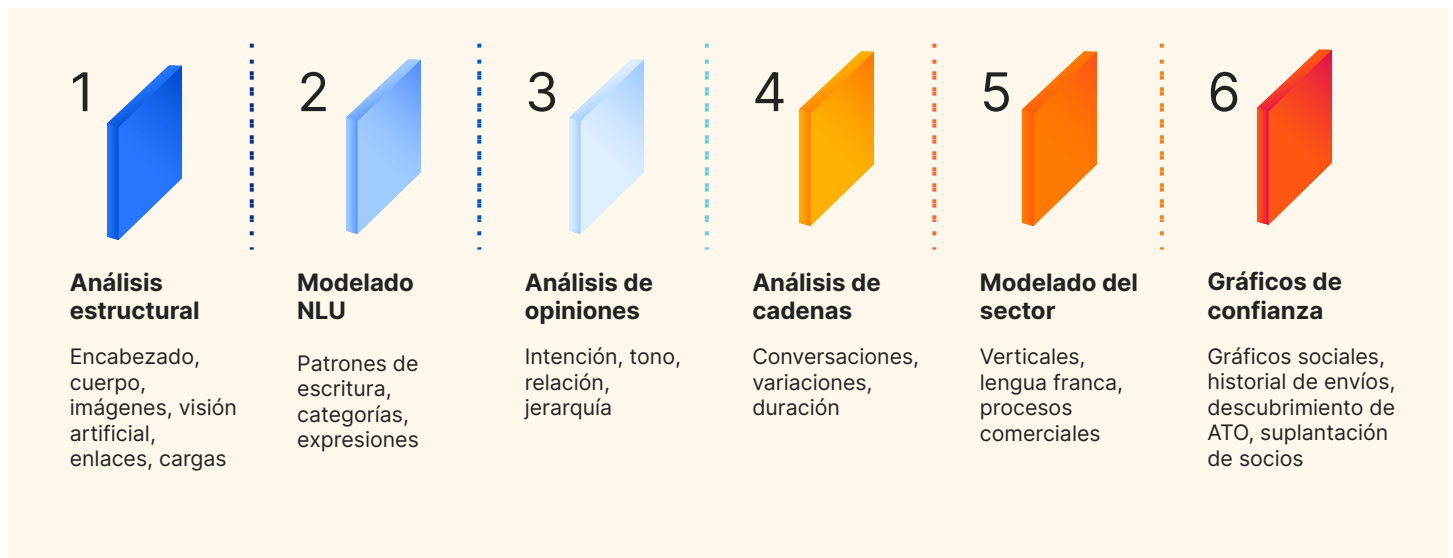 1
Análisis
estructural
Encabezado,
cuerpo,
imágenes, visión
artificial,
enlaces, cargas
2
Modelado
NLU
Patrones de
escritura,
categorías,
expresiones
3
Análisis de
opiniones
Intención, tono,
relación,
jerarquía
4
Análisis de
cadenas
Conversaciones,
variaciones,
duración
5
Modelado del
sector
Verticales,
lengua franca,
procesos
comerciales
6
Gráficos de
confianza
Gráficos sociales,
historial de envíos,
descubrimiento de
ATO, suplantación
de socios